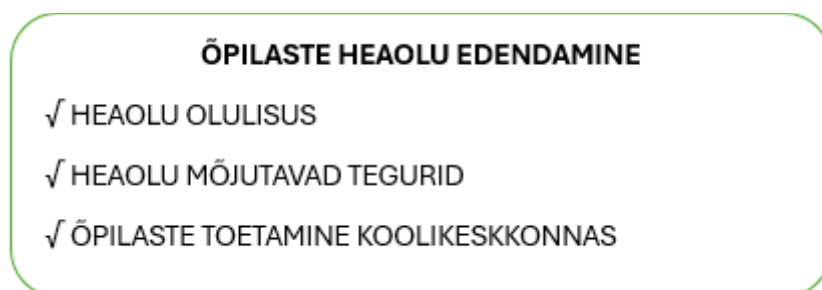 ÕPILASTE HEAOLU EDENDAMINE
√ HEAOLU OLULISUS
√ HEAOLU MÕJUTAVAD TEGURID
√ ÕPILASTE TOETAMINE KOOLIKESKKONNAS